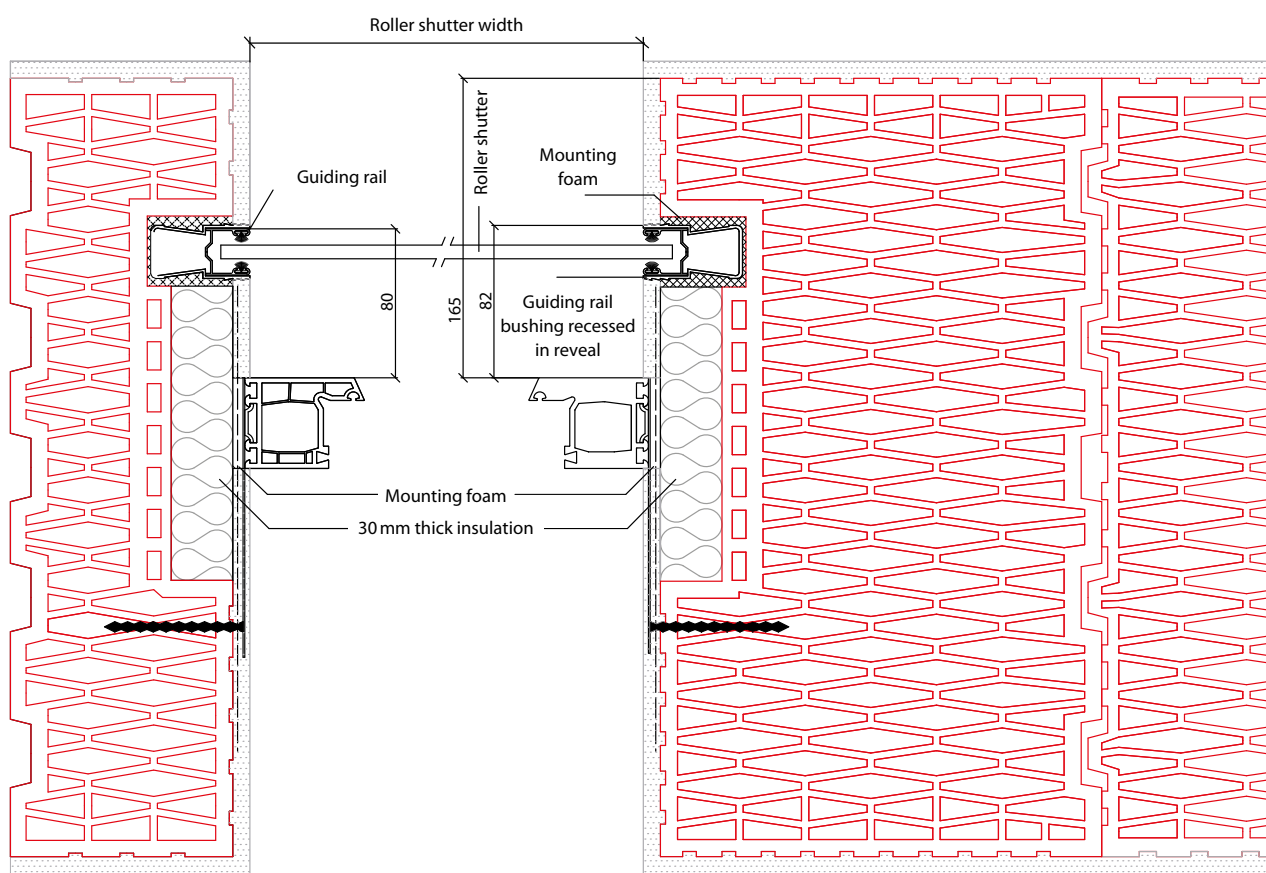 Roller shutter width
Roller shutter
Mounting
foam
Guiding rail
80
165
82
Guiding rail
bushing recessed
in reveal
Mounting foam
30 mm thick insulation